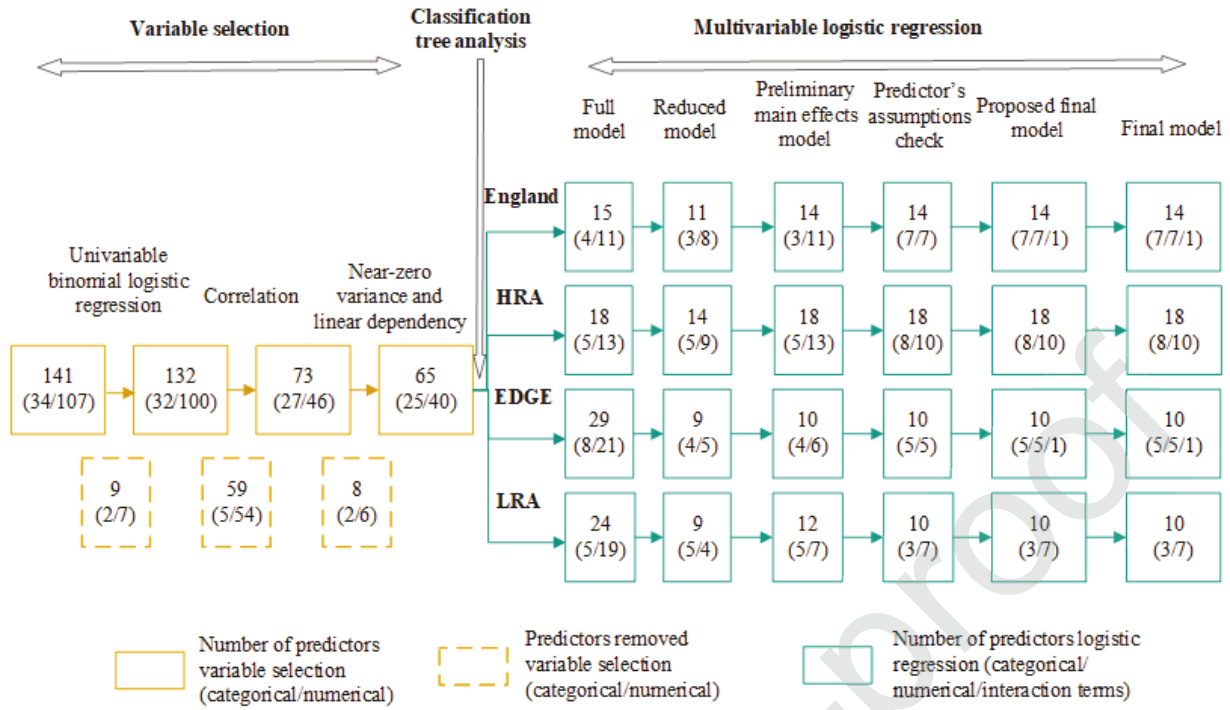 Variable selection
Classification
tree analysis
Multivariable logistic regression
Full
model
Reduced
model
Preliminary
main effects
model
Predictor's
assumptions
check
Proposed final
model
Final model
Univariable
binomial logistic
regression
Correlation
Near-zero
variance and
linear dependency
141
(34/107)
132
(32/100)
73
(27/46)
65
(25/40)
9
(2/7)
59
(5/54)
8
(2/6)
England
15
(4/11)
11
(3/8)
14
(3/11)
14
(7/7)
14
(7/7/1)
14
(7/7/1)
HRA
18
(5/13)
14
(5/9)
18
(5/13)
18
(8/10)
18
(8/10)
18
(8/10)
EDGE
29
(8/21)
9
(4/5)
10
(4/6)
10
(5/5)
10
(5/5/1)
10
(5/5/1)
LRA
24
(5/19)
9
(5/4)
12
(5/7)
10
(3/7)
10
(3/7)
10
(3/7)
Number of predictors
variable selection
(categorical/numerical)
Predictors removed
variable selection
(categorical/numerical)
Number of predictors logistic
regression (categorical/
numerical/interaction terms)
proof